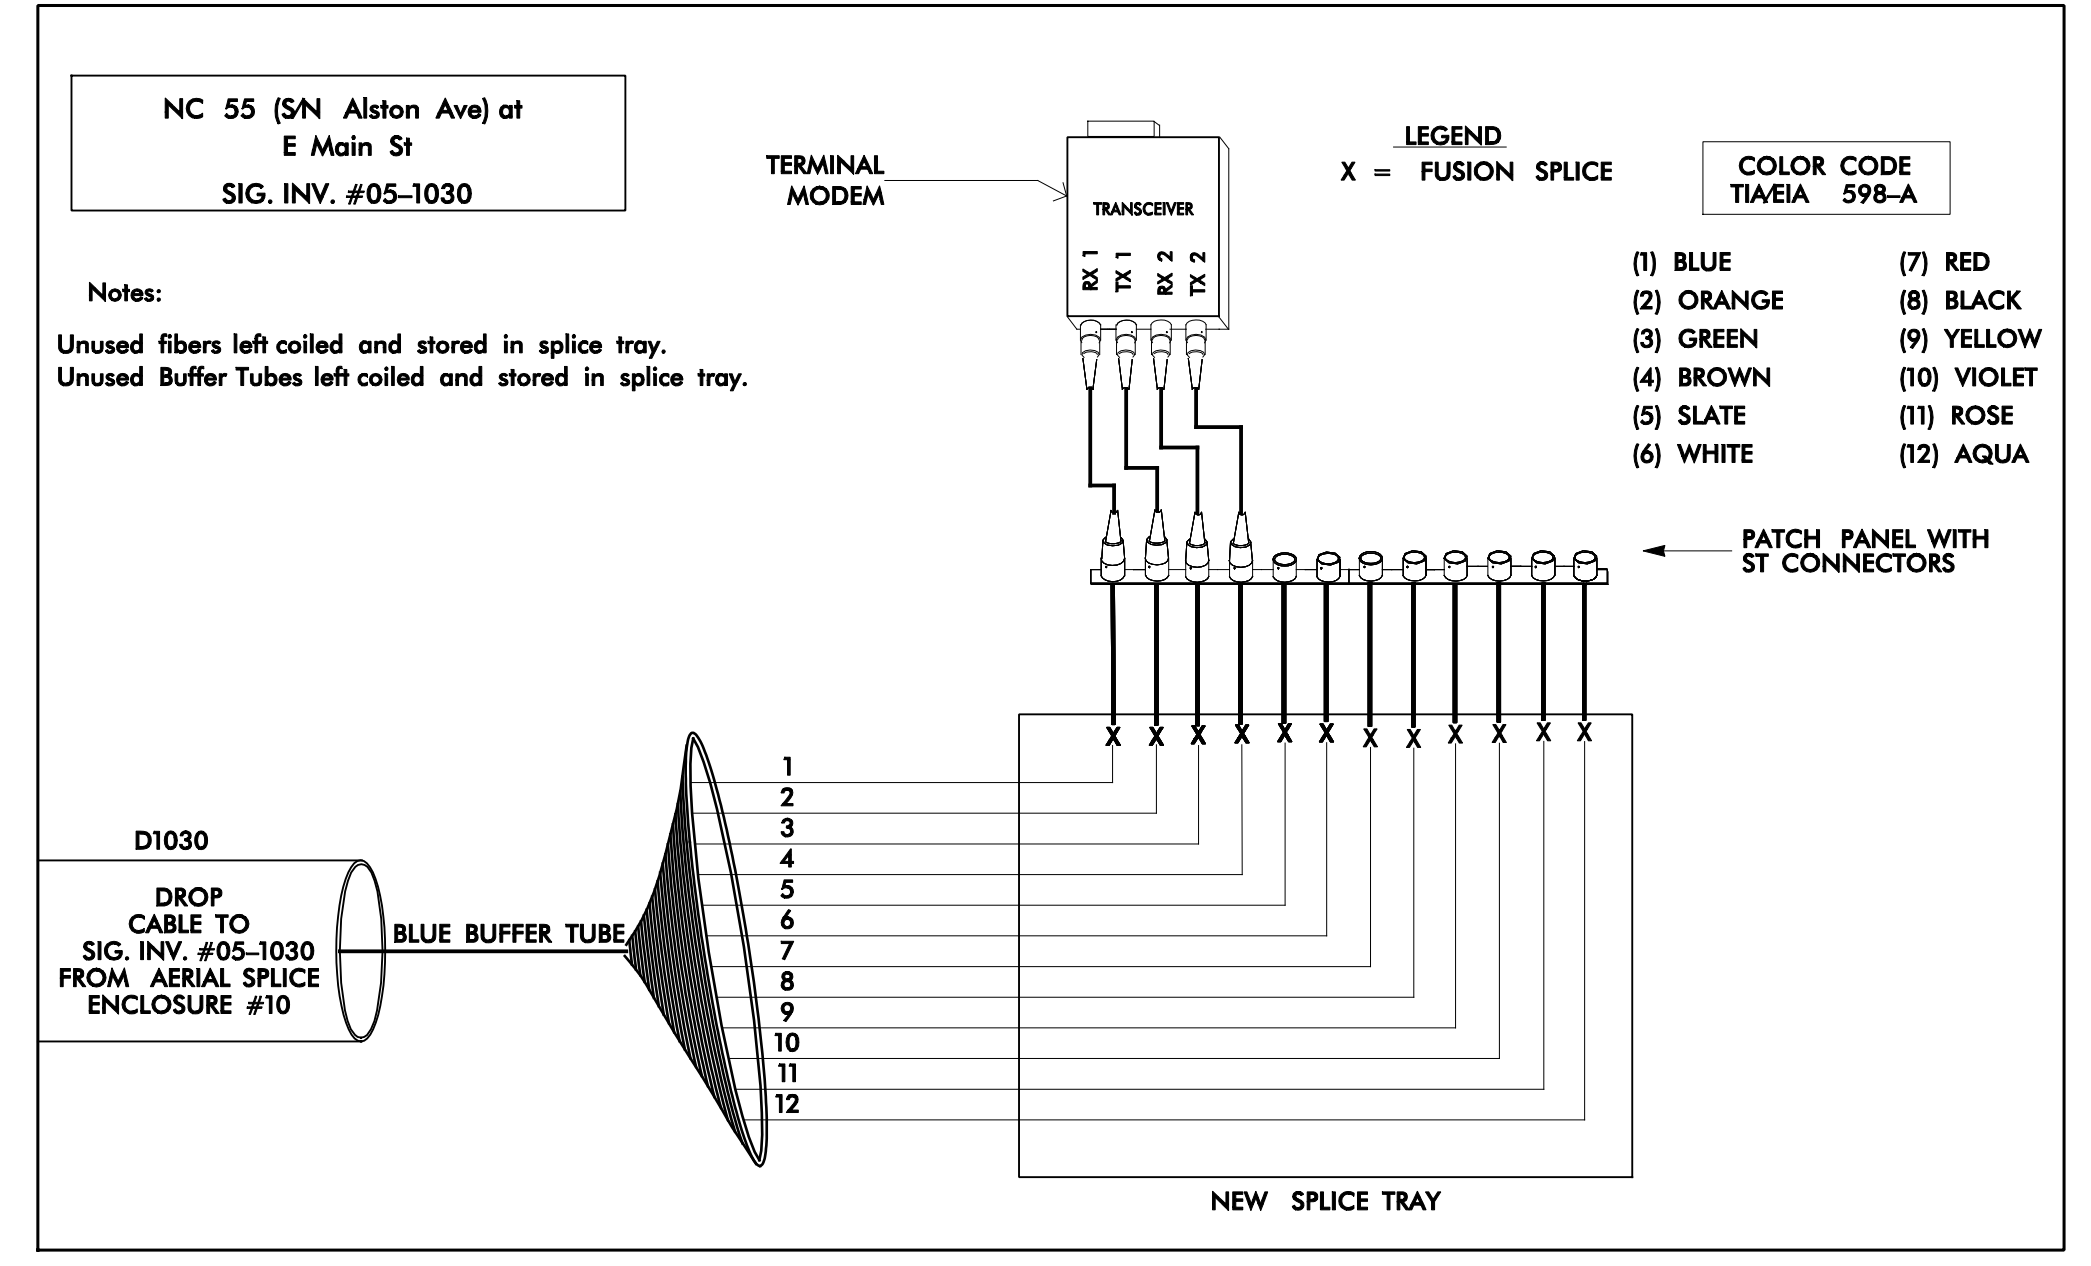 NC 55 (S/N Alston Ave) at
E Main St
SIG. INV. #05-1030
Notes:
Unused fibers left coiled and stored in splice tray.
Unused Buffer Tubes left coiled and stored in splice tray.
TERMINAL
MODEM
TRANSCEIVER
RX 1
TX 1
RX 2
TX 2
LEGEND
X = FUSION SPLICE
COLOR CODE
TIA/EIA 598-A
(1) BLUE
(2) ORANGE
(3) GREEN
(4) BROWN
(5) SLATE
(6) WHITE
(7) RED
(8) BLACK
(9) YELLOW
(10) VIOLET
(11) ROSE
(12) AQUA
PATCH PANEL WITH
ST CONNECTORS
X X X X X X X X X X X X
1
2
3
4
5
6
7
8
9
10
11
12
D1030
DROP
CABLE TO
SIG. INV. #05-1030
FROM AERIAL SPLICE
ENCLOSURE #10
BLUE BUFFER TUBE
NEW SPLICE TRAY